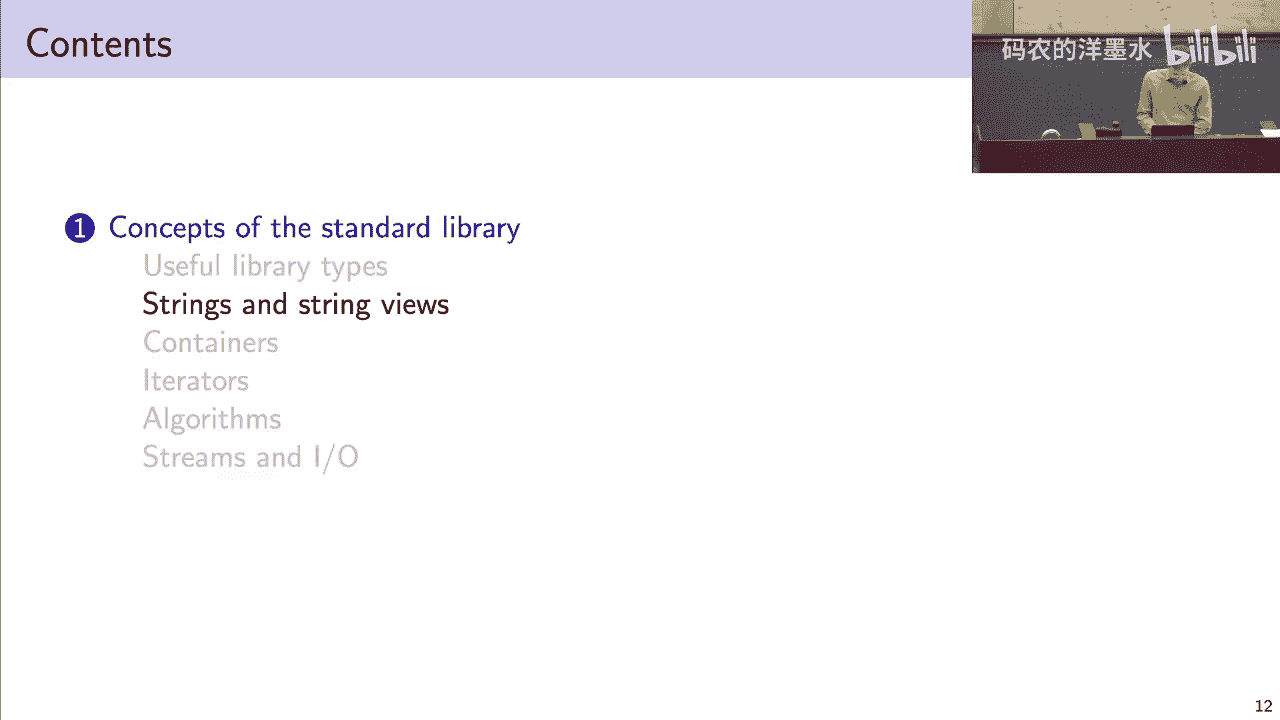 Contents
码农的洋墨水 bilibili
1 Concepts of the standard library
Useful library types
Strings and string views
Containers
Iterators
Algorithms
Streams and I/O
12